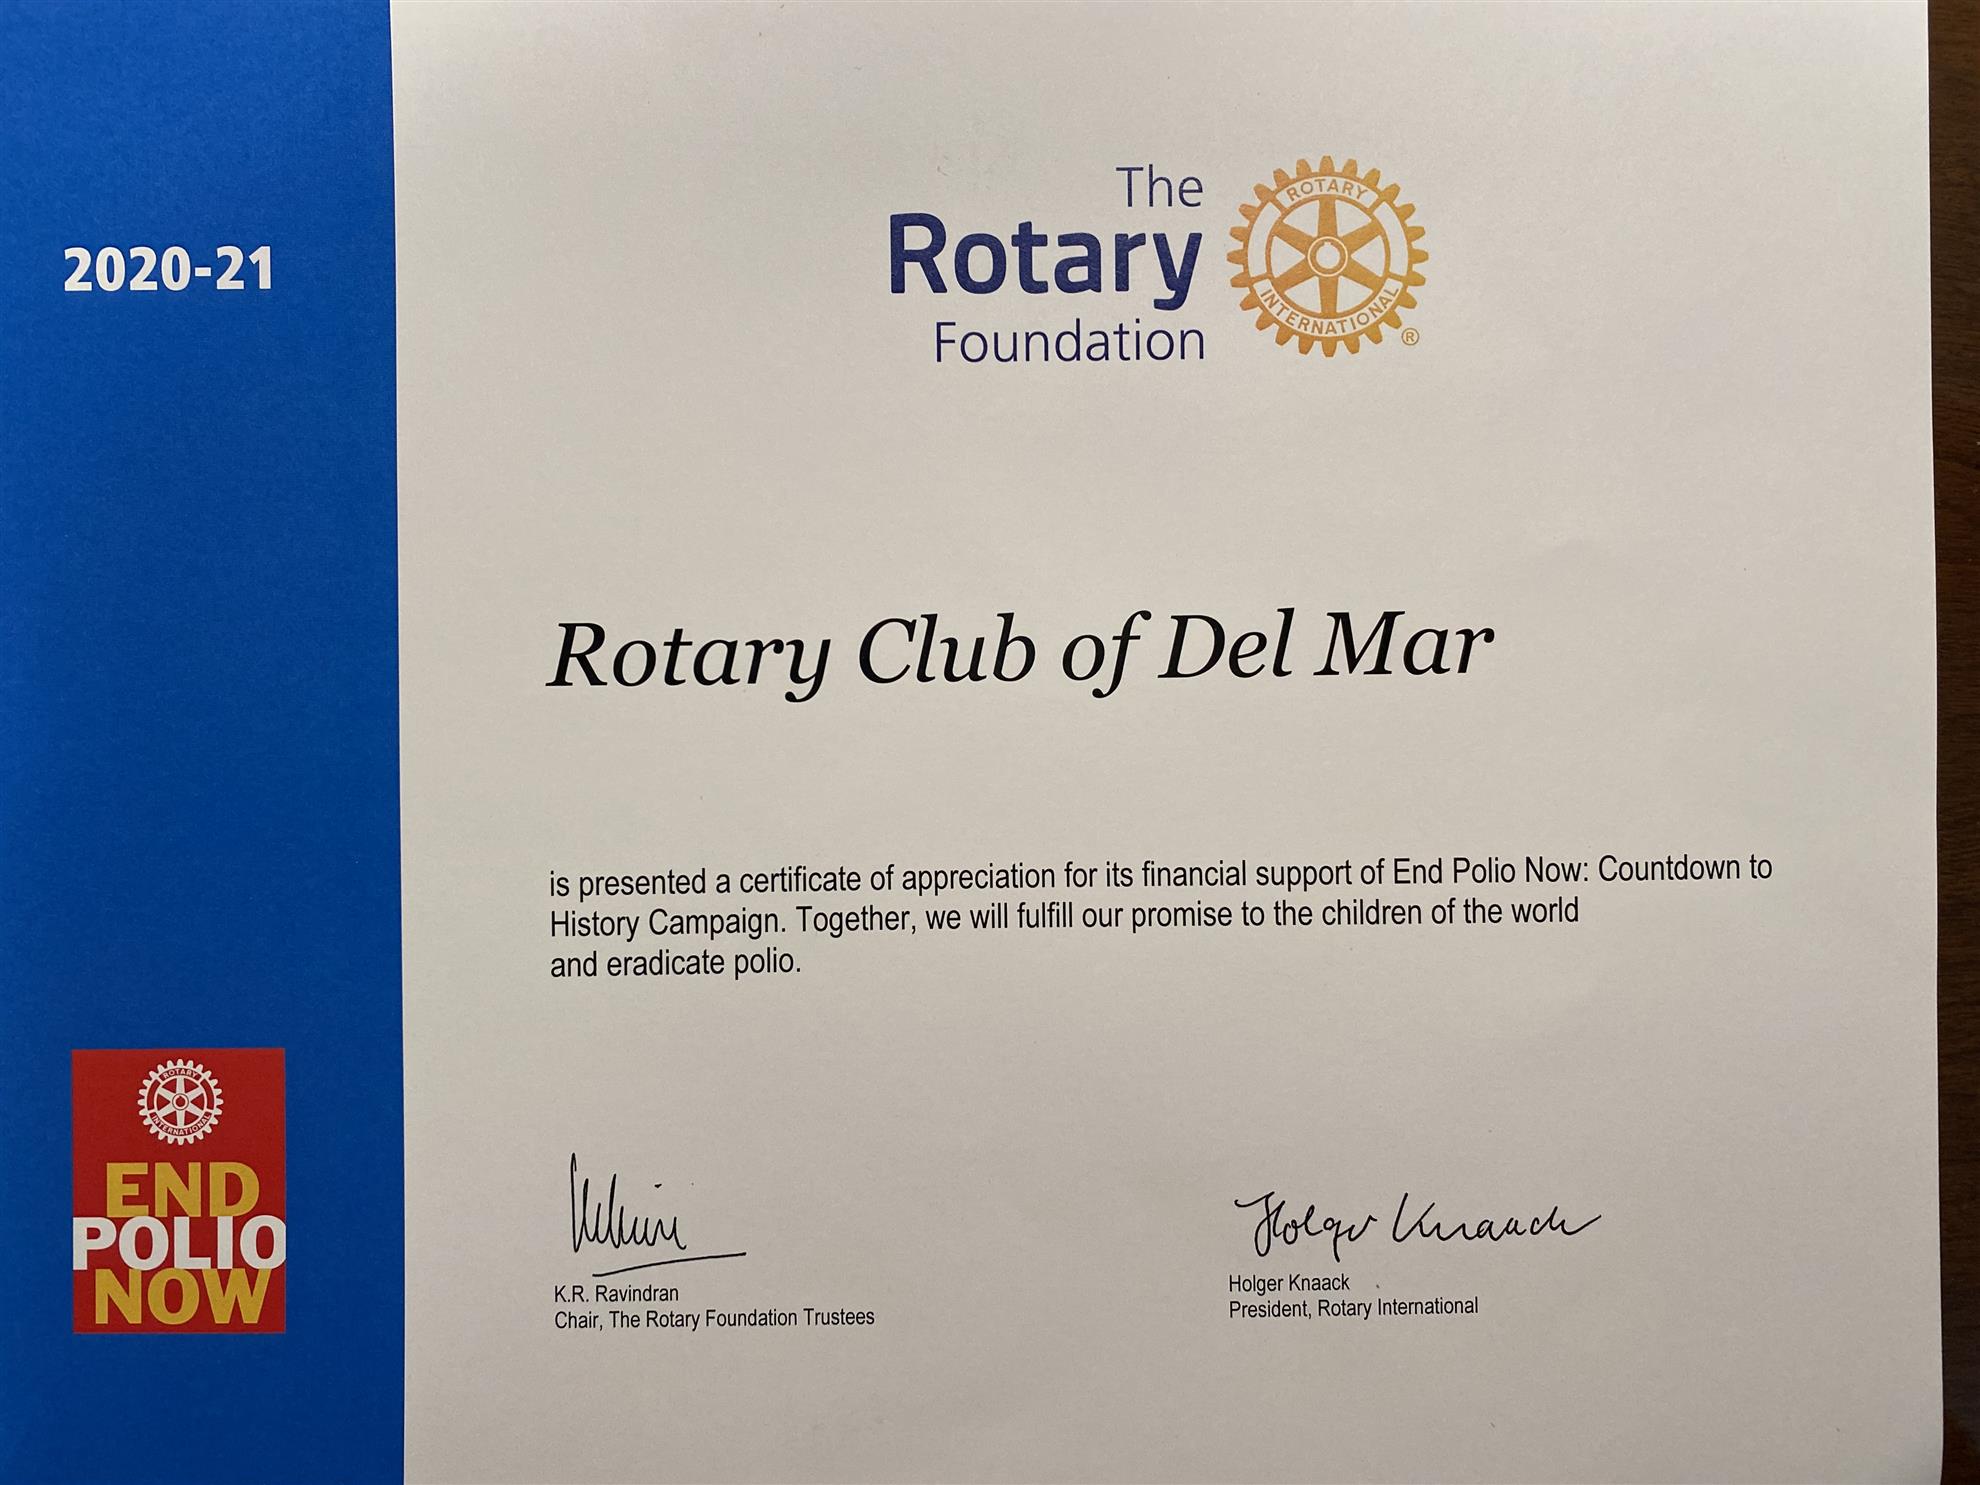 2020-21
The
Rotary
Foundation
ROTARY
INTERNATIONAL
®
Rotary Club of Del Mar
is presented a certificate of appreciation for its financial support of End Polio Now: Countdown to
History Campaign. Together, we will fulfill our promise to the children of the world
and eradicate polio.
ROTARY
INTERNATIONAL
END
POLIO
NOW
Holger Knaack
K.R. Ravindran
Chair, The Rotary Foundation Trustees
Holger Knaack
President, Rotary International